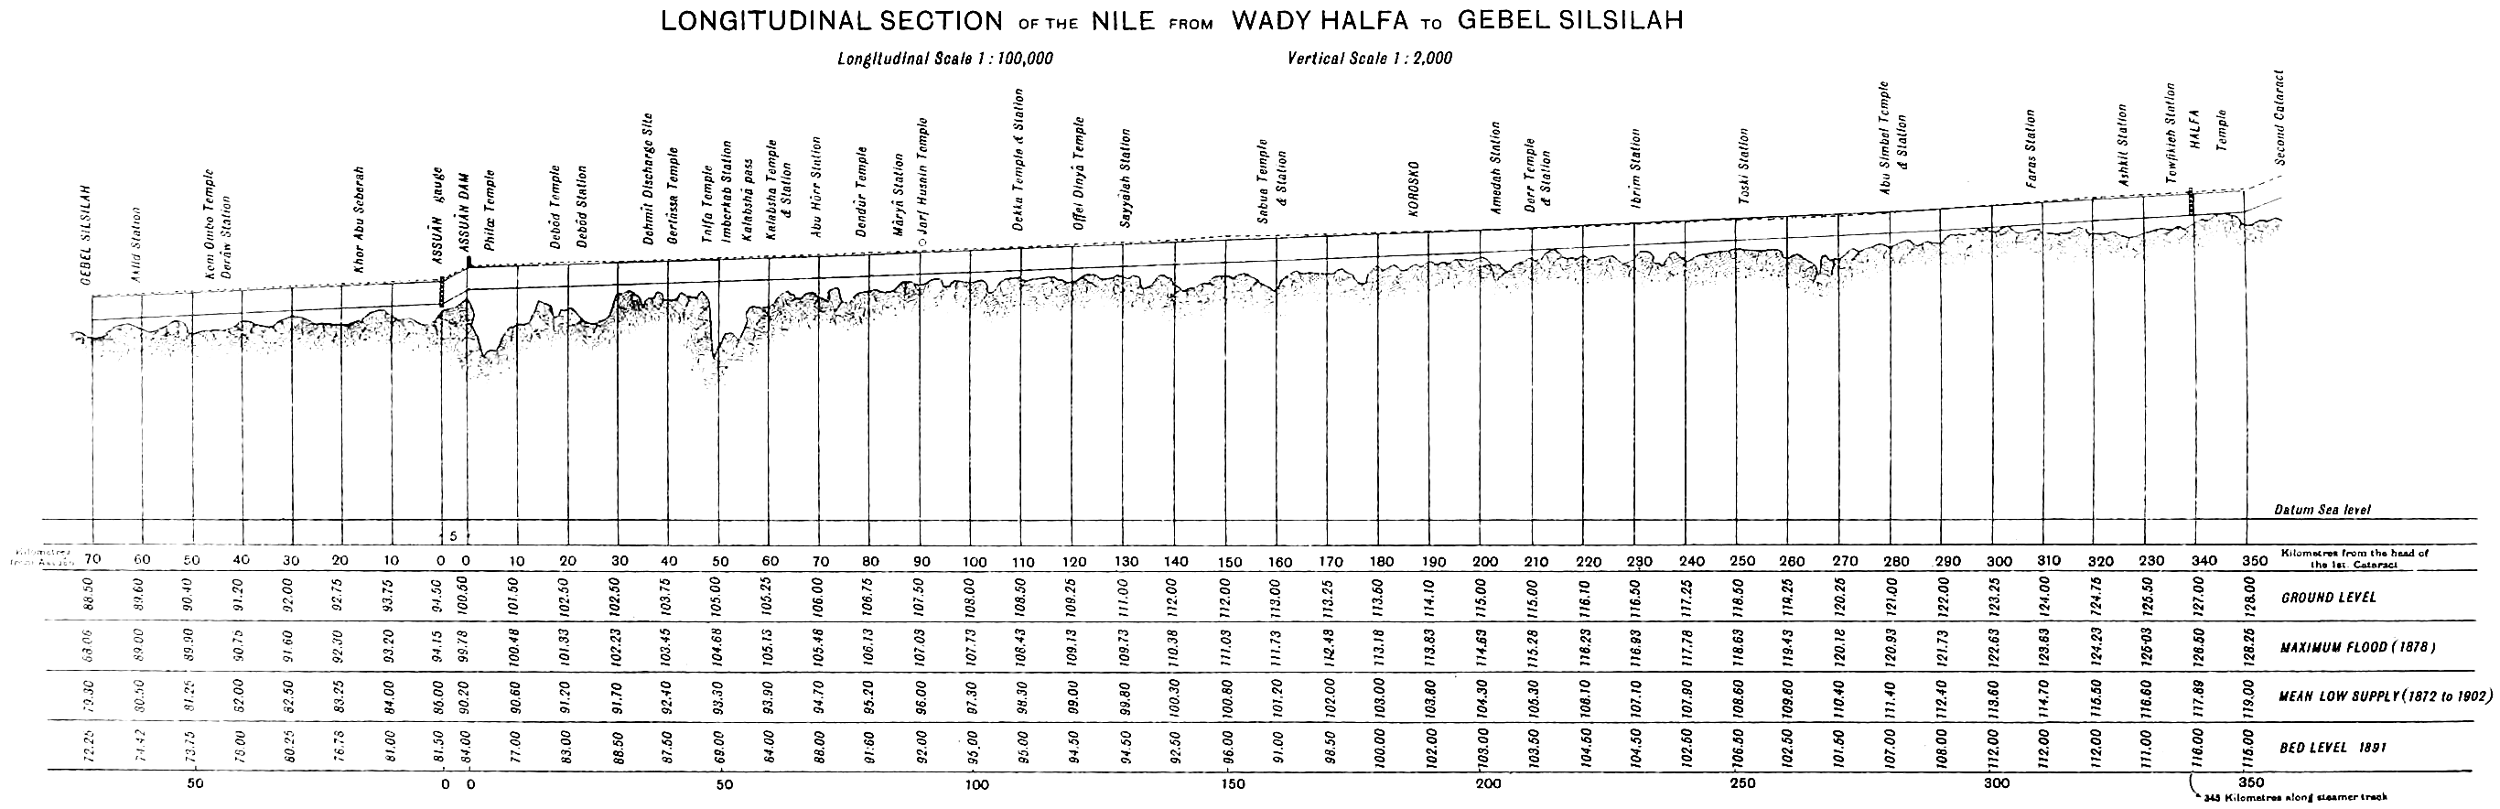 LONGITUDINAL SECTION OF THE NILE FROM WADY HALFA TO GEBEL SILSILAH
Longitudinal Scale 1 : 100,000
Vertical Scale 1 : 2,000
GEBEL SILSILAH
Aklid Station
Kom Ombo Temple
Derâw Station
Khor Abu Seberah
ASSUÂN gauge
ASSUÂN DAM
Philæ Temple
Debôd Temple
Debôd Station
Dehmît Discharge Site
Gertâssa Temple
Taifa Temple
Imberkab Station
Kalabshâ pass
Kalabsha Temple
& Station
Abu Hôrr Station
Dendûr Temple
Mâryâ Station
Jarf Husain Temple
Dekka Temple & Station
Offel Dinyâ Temple
Sayyâlah Station
Sabua Temple
& Station
KOROSKO
Amedah Station
Derr Temple
& Station
Ibrim Station
Toski Station
Abu Simbel Temple
& Station
Faras Station
Ashkit Station
Towfikieh Station
HALFA
Temple
Second Cataract
Datum Sea level
5
Kilometres
from Assuân 70 60 50 40 30 20 10 0 0 10 20 30 40 50 60 70 80 90 100 110 120 130 140 150 160 170 180 190 200 210 220 230 240 250 260 270 280 290 300 310 320 230 340 350 Kilometres from the head of
the 1st. Cataract
88.50 89.60 90.40 91.20 92.00 92.75 93.75 94.50 100.50 101.50 102.50 102.50 103.75 105.00 105.25 106.00 106.75 107.50 108.00 108.50 109.25 111.00 112.00 112.00 113.00 113.25 113.60 114.10 115.00 115.00 116.10 116.50 117.25 118.50 119.25 120.25 121.00 122.00 123.25 124.00 124.75 125.50 127.00 128.00 GROUND LEVEL
88.06 89.00 89.90 90.75 91.60 92.30 93.20 94.15 99.78 100.48 101.33 102.23 103.45 104.68 105.13 105.48 106.13 107.03 107.73 108.43 109.13 109.73 110.38 111.03 111.73 112.48 113.18 113.83 114.63 115.28 116.23 116.93 117.78 118.63 119.43 120.18 120.93 121.73 122.63 123.63 124.23 125.03 126.50 128.26 MAXIMUM FLOOD (1878)
79.30 80.50 81.25 82.00 82.50 83.25 84.00 86.00 90.20 90.60 91.20 91.70 92.40 93.30 93.90 94.70 95.20 96.00 97.30 98.30 99.00 99.80 100.30 100.80 101.20 102.00 103.00 103.80 104.30 105.10 106.10 107.10 107.90 108.60 109.60 110.40 111.40 112.40 113.60 114.70 115.50 116.60 117.89 119.00 MEAN LOW SUPPLY (1872 to 1902)
72.25 74.42 73.75 78.00 80.25 76.78 81.00 81.50 84.00 77.00 83.00 88.50 87.50 69.00 84.00 88.00 91.60 92.00 95.00 95.00 94.50 94.50 92.50 96.00 91.00 98.50 100.00 102.00 103.00 103.50 104.50 104.50 102.50 106.50 102.50 101.50 107.00 108.00 112.00 112.00 112.00 111.00 116.00 115.00 BED LEVEL 1891
50 0 0 50 100 150 200 250 300 350
343 Kilometres along steamer track